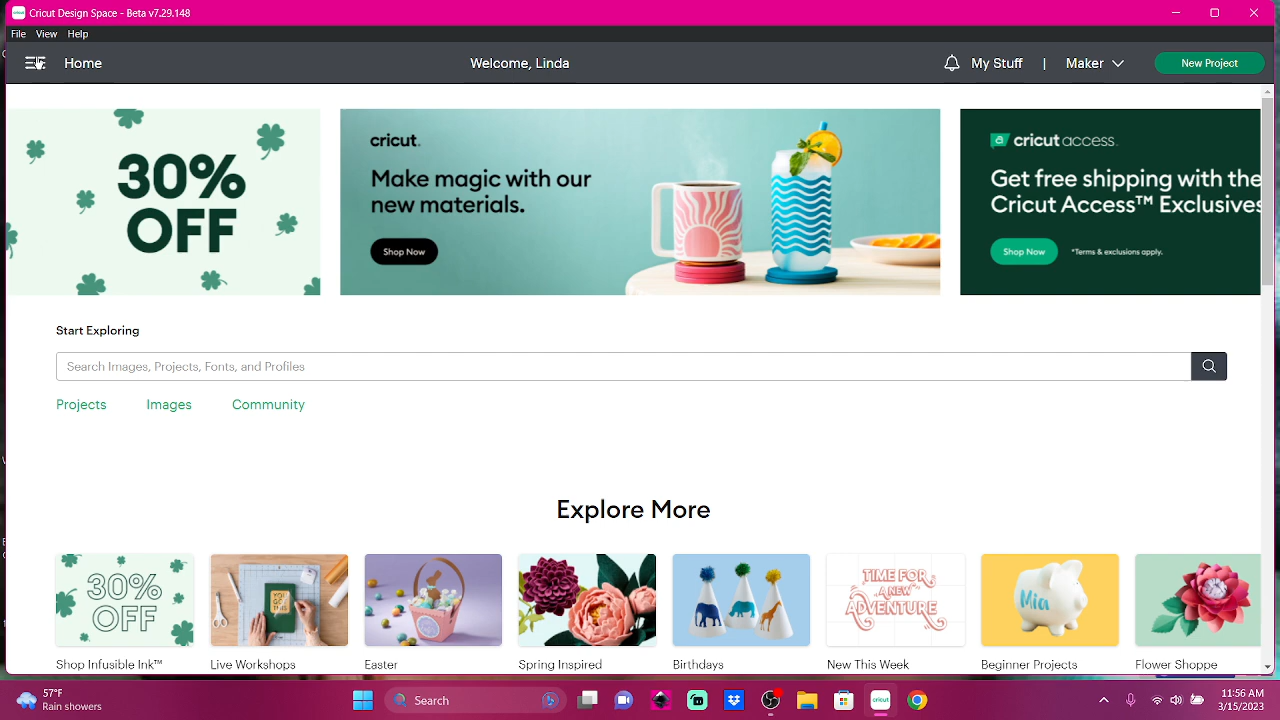 Cricut Design Space - Beta v7.29.148
File View Help
Home
Welcome, Linda
My Stuff | Maker
New Project
30%
OFF
cricut.
Make magic with our
new materials.
Shop Now
cricut access.
Get free shipping with the
Cricut Access™ Exclusives
Shop Now
*Terms & exclusions apply.
Start Exploring
Search Images, Projects, Fonts, and Profiles
Projects Images Community
Explore More
30%
OFF
TIME FOR
A NEW
ADVENTURE
Mia
Shop Infusible Ink™
Live Workshops
Easter
Spring Inspired
Birthdays
New This Week
Beginner Projects
Flower Shoppe
57°F
Rain showers
Search
cricut
11:56 AM
3/15/2023